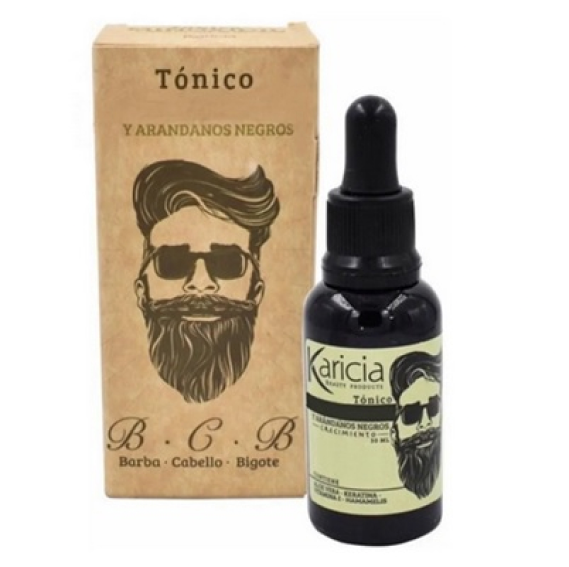 Tónico
Y ARANDANOS NEGROS
B . C . B
Barba · Cabello · Bigote
Karicia
BEAUTY PRODUCTS
Tónico
Y ARÁNDANOS NEGROS
CRECIMIENTO
30 ML
CONTIENE
ALOE VERA · KERATINA ·
VITAMINA E · HAMAMELIS